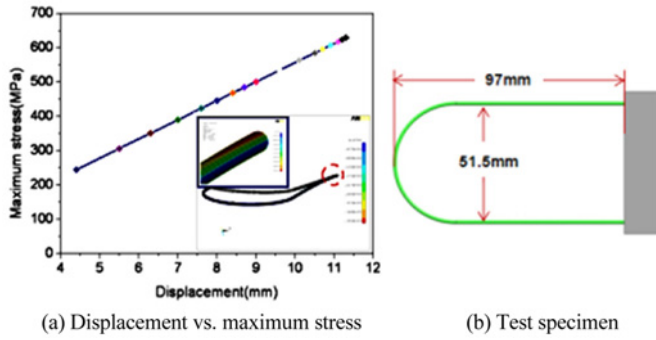 700
600
500
400
300
200
100
0
Maximum stress(MPa)
4 5 6 7 8 9 10 11 12
Displacement(mm)
97mm
51.5mm
(a) Displacement vs. maximum stress
(b) Test specimen